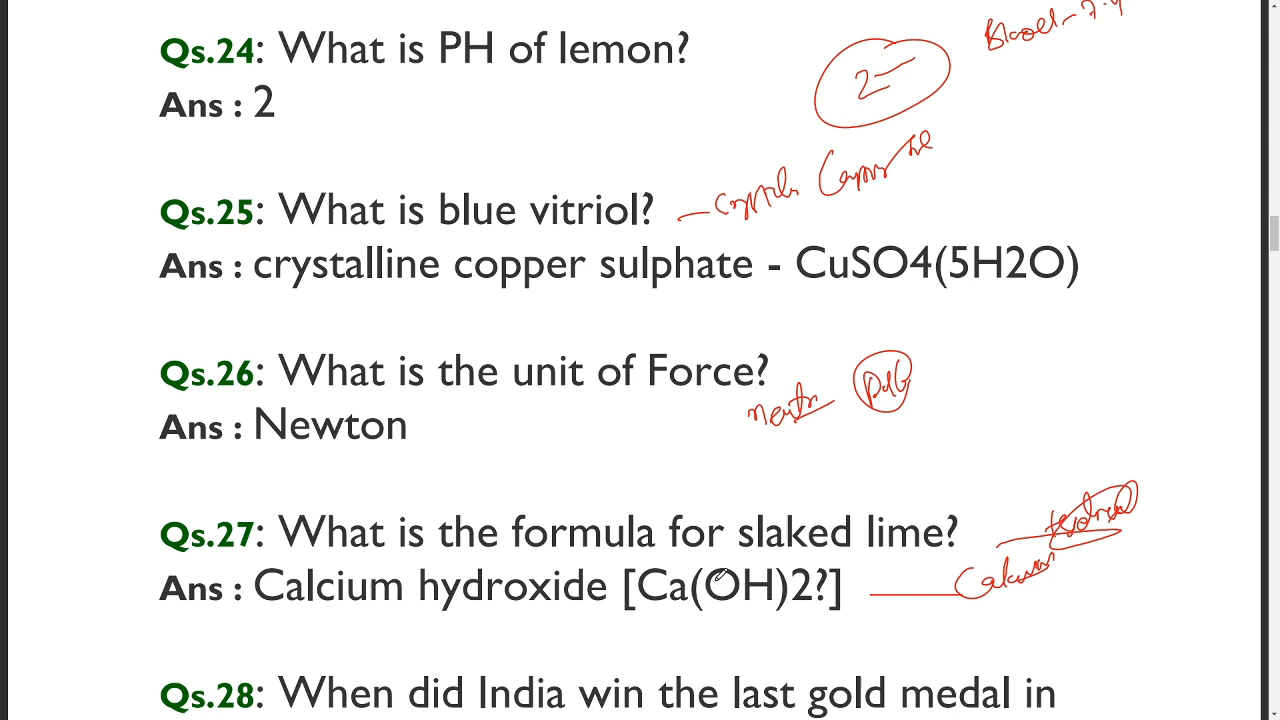 Qs.24: What is PH of lemon?
Ans : 2
2
Qs.25: What is blue vitriol?
Ans : crystalline copper sulphate - CuSO4(5H2O)
Qs.26: What is the unit of Force?
Ans : Newton
Qs.27: What is the formula for slaked lime?
Ans : Calcium hydroxide [Ca(OH)2?]
Qs.28: When did India win the last gold medal in